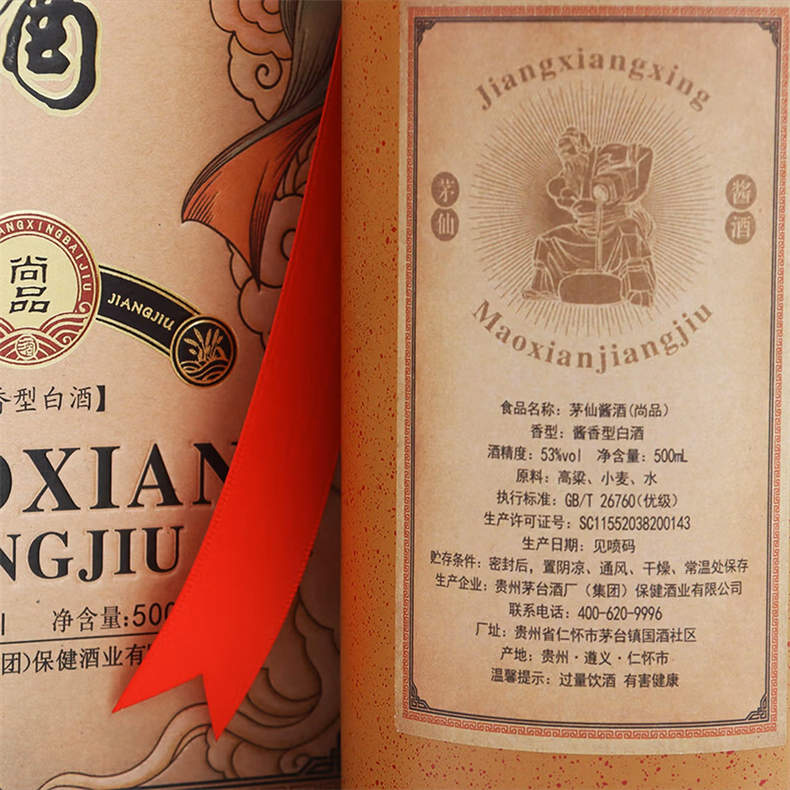 酒
尚品
JIANGJIU
香型白酒】
OXIAN
NGJIU
净含量:500
团)保健酒业有
Jiangxiangxing
茅仙
酱酒
Maoxianjiangjiu
食品名称：茅仙酱酒(尚品)
香型：酱香型白酒
酒精度：53%vol 净含量：500mL
原料：高粱、小麦、水
执行标准：GB/T 26760(优级)
生产许可证号：SC11552038200143
生产日期：见喷码
贮存条件：密封后，置阴凉、通风、干燥、常温处保存
生产企业：贵州茅台酒厂（集团）保健酒业有限公司
联系电话：400-620-9996
厂址：贵州省仁怀市茅台镇国酒社区
产地：贵州·遵义·仁怀市
温馨提示：过量饮酒 有害健康